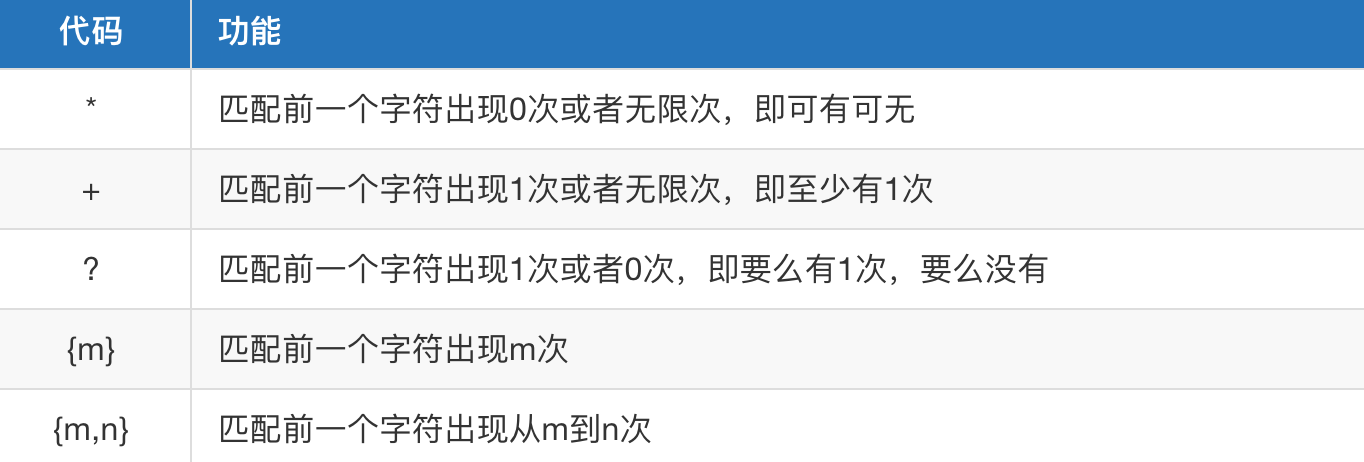 代码 功能
* 匹配前一个字符出现0次或者无限次，即可有可无
+ 匹配前一个字符出现1次或者无限次，即至少有1次
? 匹配前一个字符出现1次或者0次，即要么有1次，要么没有
{m} 匹配前一个字符出现m次
{m,n} 匹配前一个字符出现从m到n次